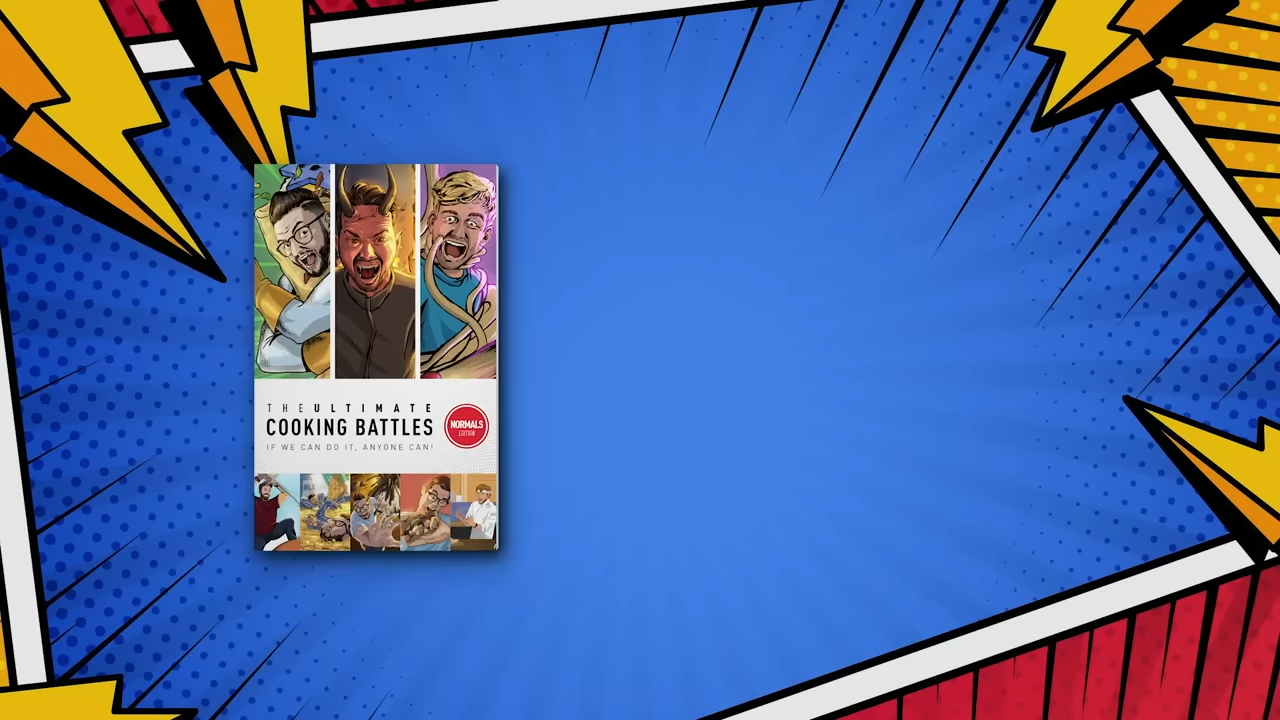 THE ULTIMATE
COOKING BATTLES
IF WE CAN DO IT, ANYONE CAN!
NORMALS
EDITION